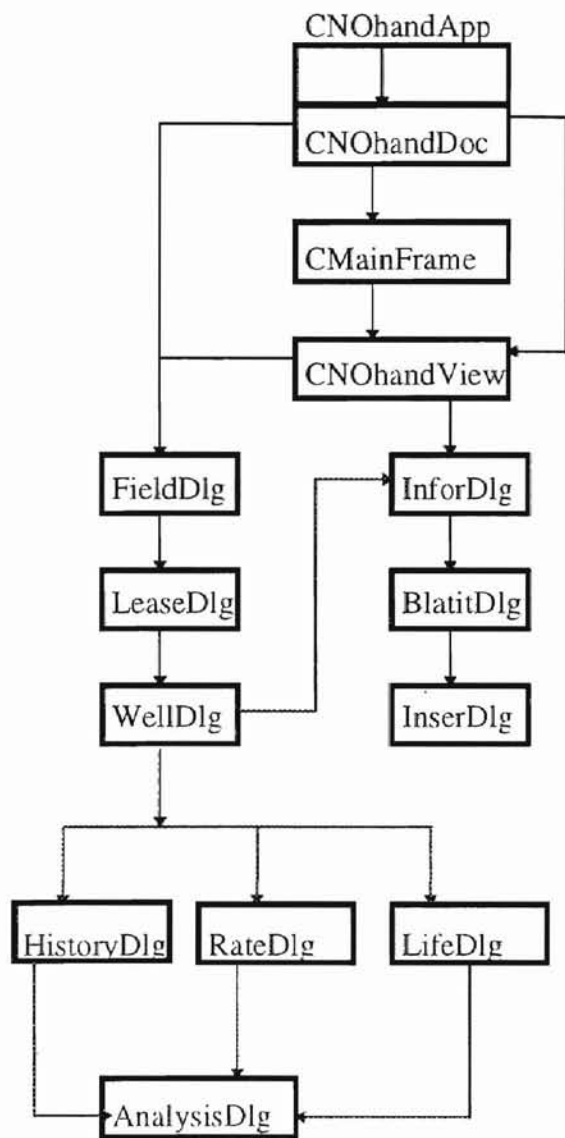 CNOhandApp
CNOhandDoc
CMainFrame
CNOhandView
FieldDlg
InforDlg
LeaseDlg
BlatitDlg
WellDlg
InserDlg
HistoryDlg
RateDlg
LifeDlg
AnalysisDlg